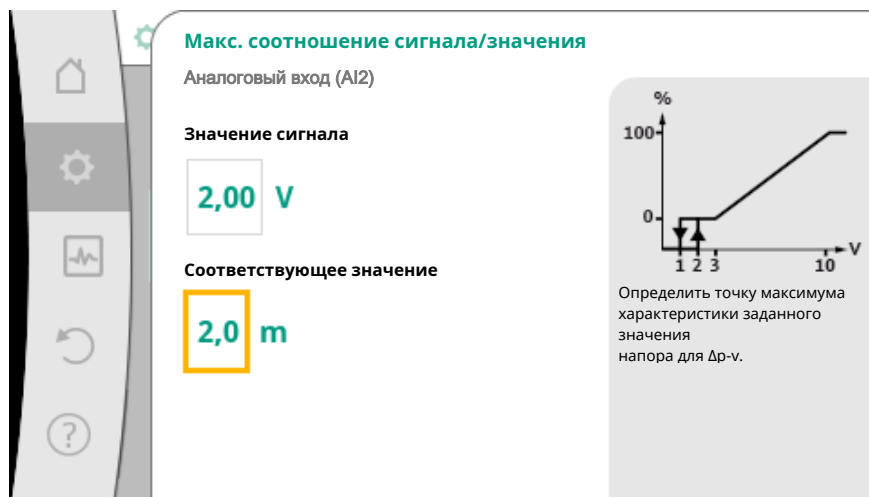 Макс. соотношение сигнала/значения
Аналоговый вход (AI2)
Значение сигнала
2,00 V
Соответствующее значение
2,0 m
%
100
0
1 2 3 10 V
Определить точку максимума
характеристики заданного
значения
напора для Δp-v.
?